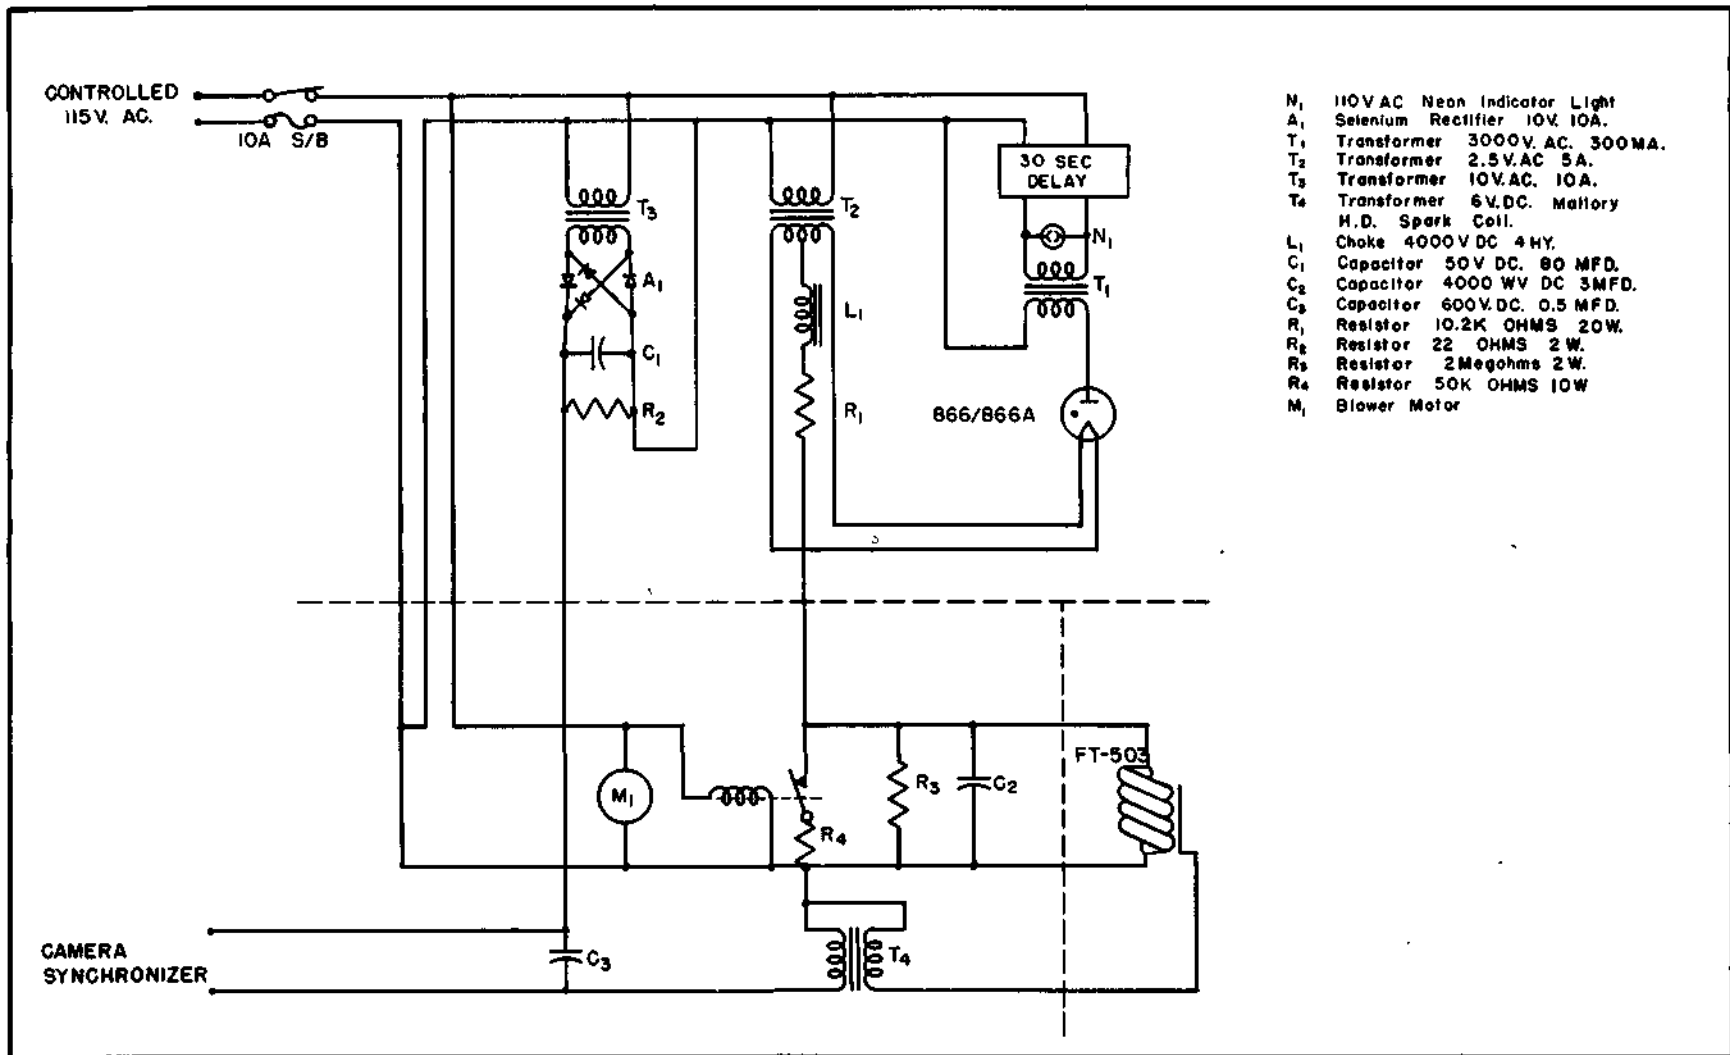 CONTROLLED
115V. AC.
10A S/B
T3
A1
C1
R2
T2
L1
R1
30 SEC
DELAY
N1
T1
866/866A
N1 110V AC Neon Indicator Light
A1 Selenium Rectifier 10V. 10A.
T1 Transformer 3000V. AC. 300MA.
T2 Transformer 2.5V.AC 5A.
T3 Transformer 10V.AC. 10A.
T4 Transformer 6V.DC. Mallory
H.D. Spark Coil.
L1 Choke 4000V DC 4HY.
C1 Capacitor 50V DC. 80 MFD.
C2 Capacitor 4000 WV DC 3MFD.
C3 Capacitor 600V.DC. 0.5 MFD.
R1 Resistor 10.2K OHMS 20W.
R2 Resistor 22 OHMS 2W.
R3 Resistor 2Megohms 2W.
R4 Resistor 50K OHMS 10W
M1 Blower Motor
M1
R4
R3
C2
FT-503
CAMERA
SYNCHRONIZER
C3
T4